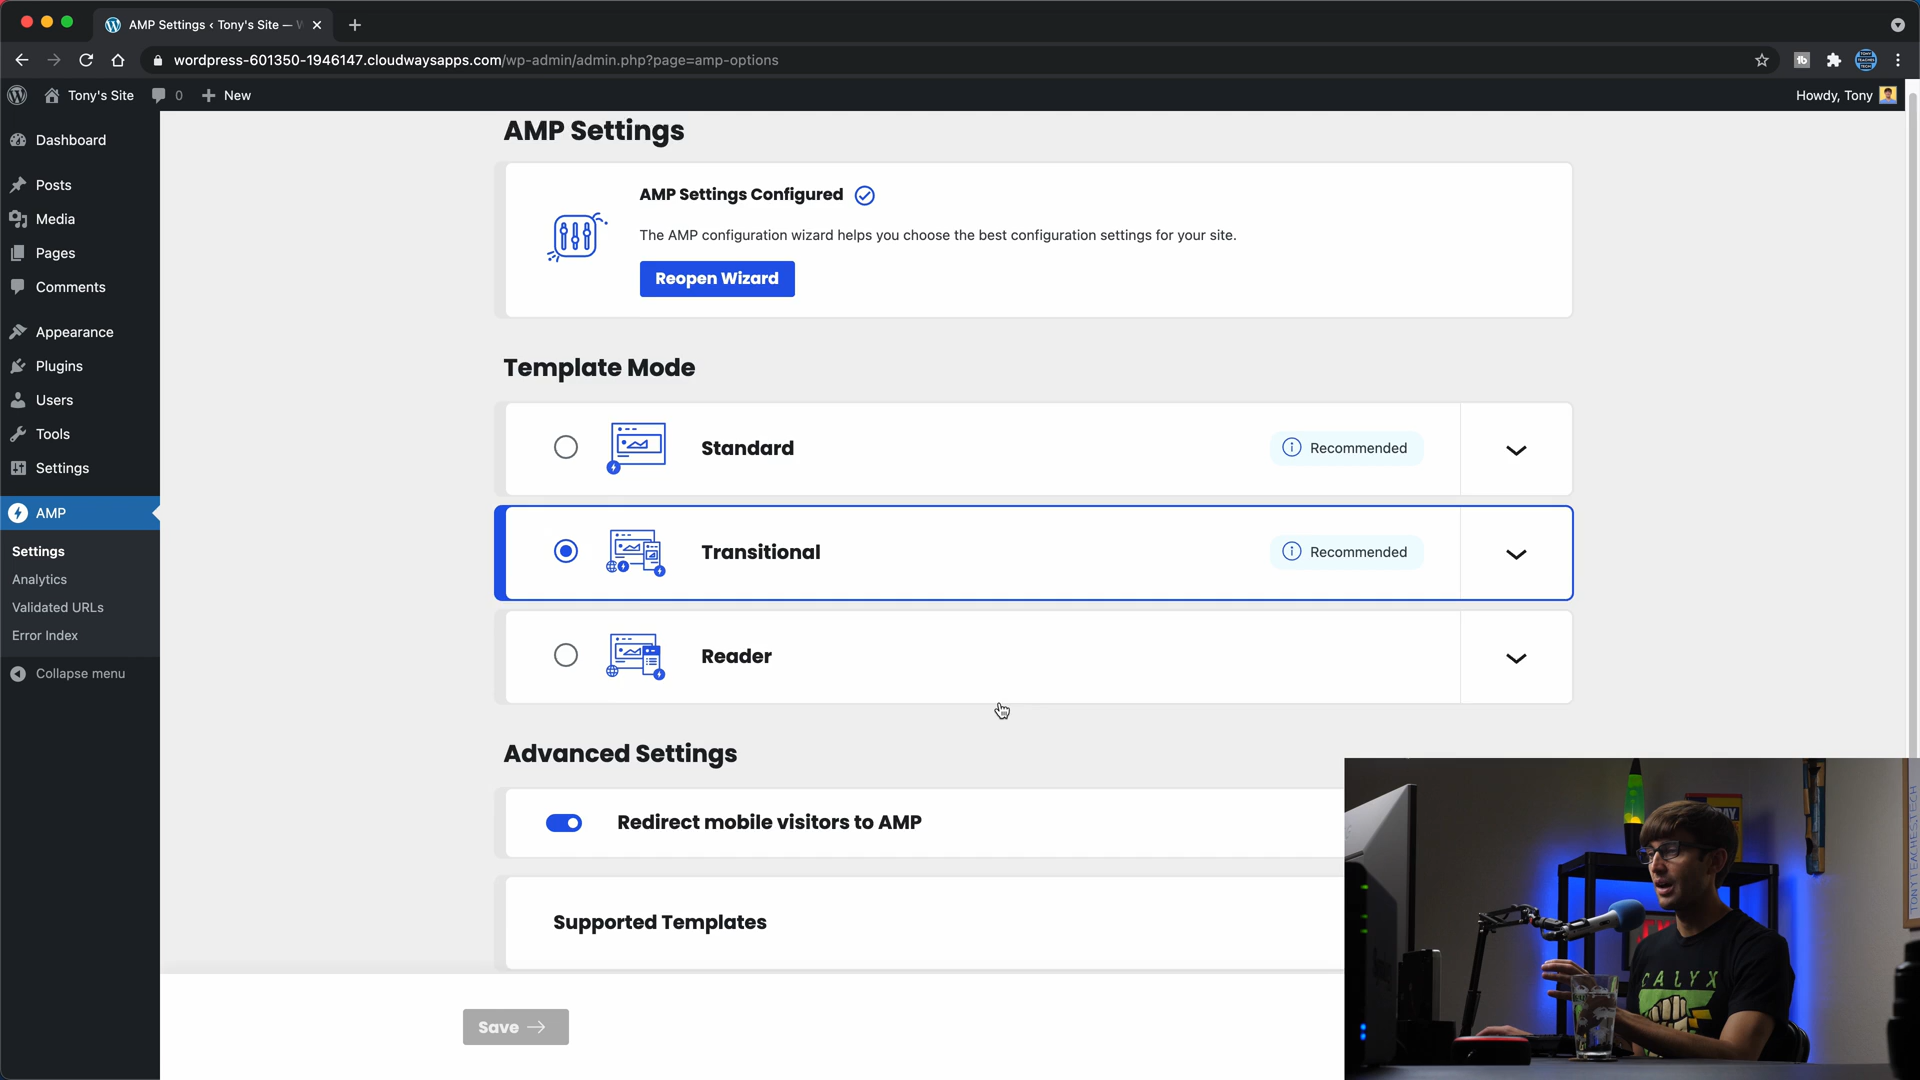 AMP Settings ‹ Tony's Site —
wordpress-601350-1946147.cloudwaysapps.com/wp-admin/admin.php?page=amp-options
Tony's Site
0
New
Howdy, Tony
Dashboard
Posts
Media
Pages
Comments
Appearance
Plugins
Users
Tools
Settings
AMP
Settings
Analytics
Validated URLs
Error Index
Collapse menu
AMP Settings
AMP Settings Configured
The AMP configuration wizard helps you choose the best configuration settings for your site.
Reopen Wizard
Template Mode
Standard
Recommended
Transitional
Recommended
Reader
Advanced Settings
Redirect mobile visitors to AMP
Supported Templates
Save
CALYX
TONYTEACHES.TECH